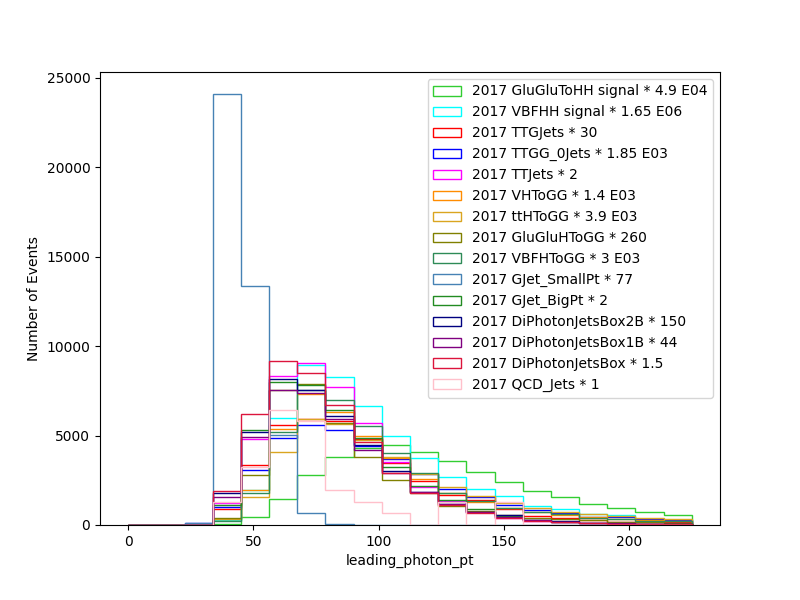 25000
20000
15000
10000
5000
0
Number of Events
0
50
100
150
200
leading_photon_pt
2017 GluGluToHH signal * 4.9 E04
2017 VBFHH signal * 1.65 E06
2017 TTGJets * 30
2017 TTGG_0Jets * 1.85 E03
2017 TTJets * 2
2017 VHToGG * 1.4 E03
2017 ttHToGG * 3.9 E03
2017 GluGluHToGG * 260
2017 VBFHToGG * 3 E03
2017 GJet_SmallPt * 77
2017 GJet_BigPt * 2
2017 DiPhotonJetsBox2B * 150
2017 DiPhotonJetsBox1B * 44
2017 DiPhotonJetsBox * 1.5
2017 QCD_Jets * 1